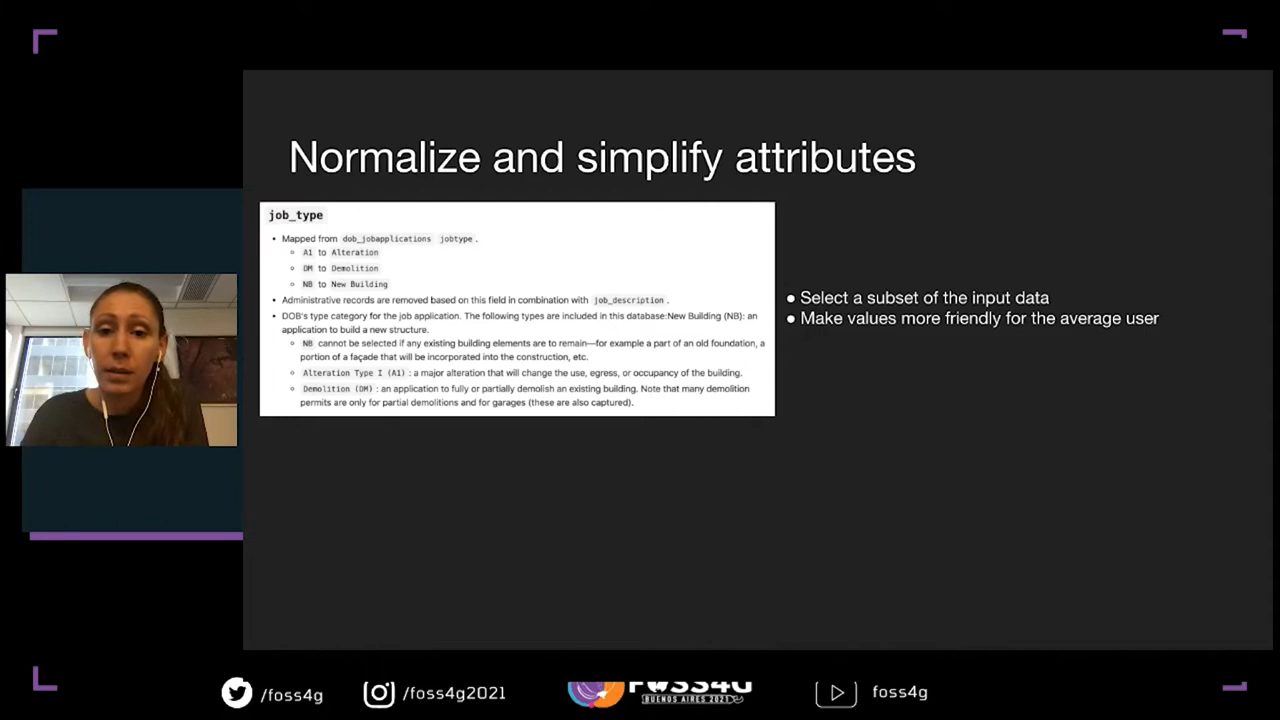 Normalize and simplify attributes
job_type
• Mapped from dob_jobapplications jobtype.
◦ A1 to Alteration
◦ DM to Demolition
◦ NB to New Building
• Administrative records are removed based on this field in combination with job_description.
• DOB's type category for the job application. The following types are included in this database:New Building (NB): an
application to build a new structure.
◦ NB cannot be selected if any existing building elements are to remain—for example a part of an old foundation, a
portion of a façade that will be incorporated into the construction, etc.
◦ Alteration Type I (A1) : a major alteration that will change the use, egress, or occupancy of the building.
◦ Demolition (DM) : an application to fully or partially demolish an existing building. Note that many demolition
permits are only for partial demolitions and for garages (these are also captured).
● Select a subset of the input data
● Make values more friendly for the average user
/foss4g
/foss4g2021
FOSS4G
BUENOS AIRES 2021
foss4g